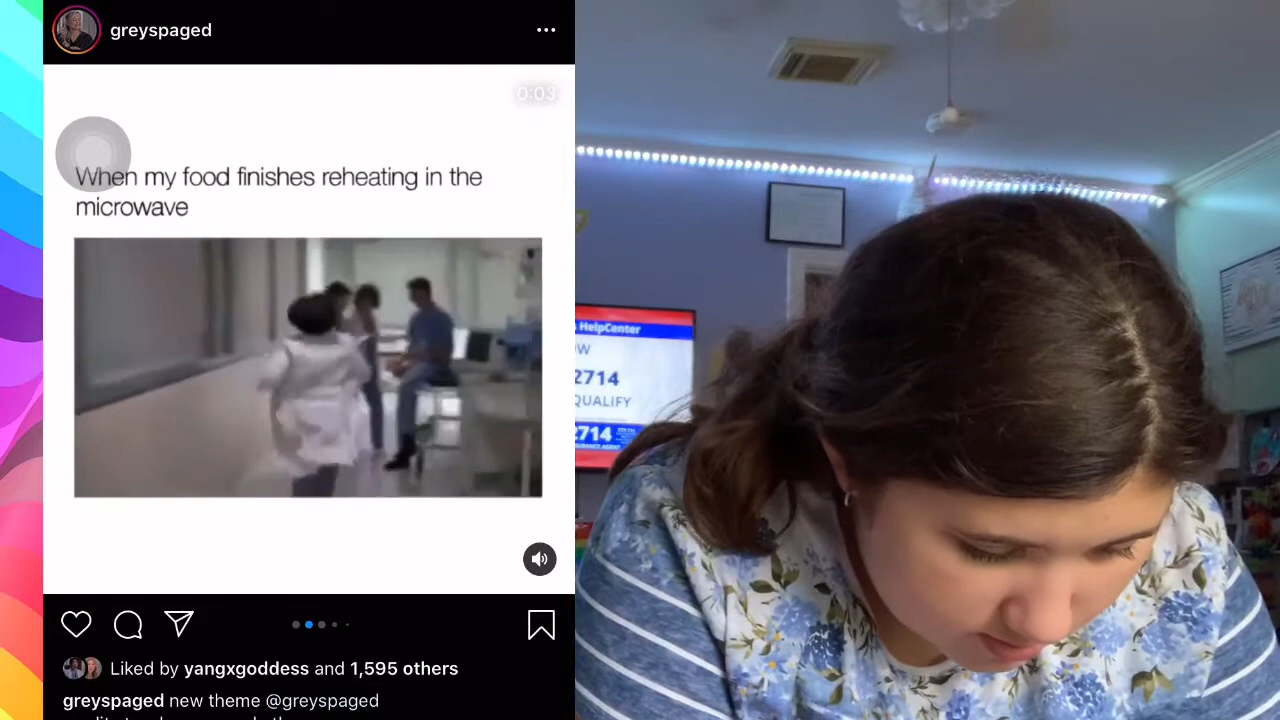 greyspaged
0:03
When my food finishes reheating in the
microwave
Liked by yangxgoddess and 1,595 others
greyspaged new theme @greyspaged
HelpCenter
2714
QUALIFY
2714